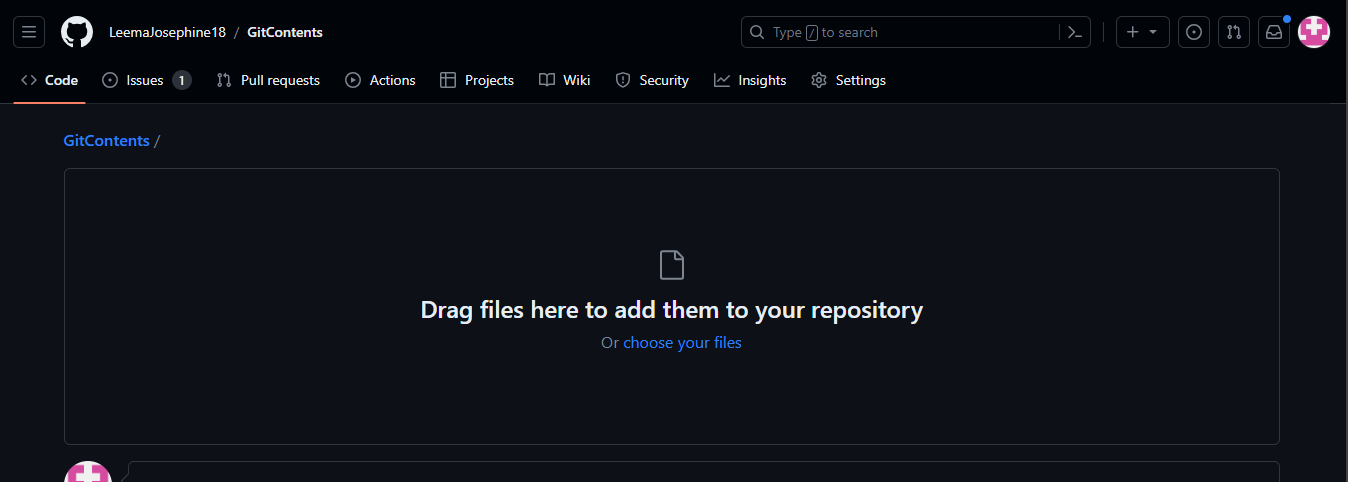 LeemaJosephine18 / GitContents
Type / to search
Code Issues 1 Pull requests Actions Projects Wiki Security Insights Settings
GitContents /
Drag files here to add them to your repository
Or choose your files